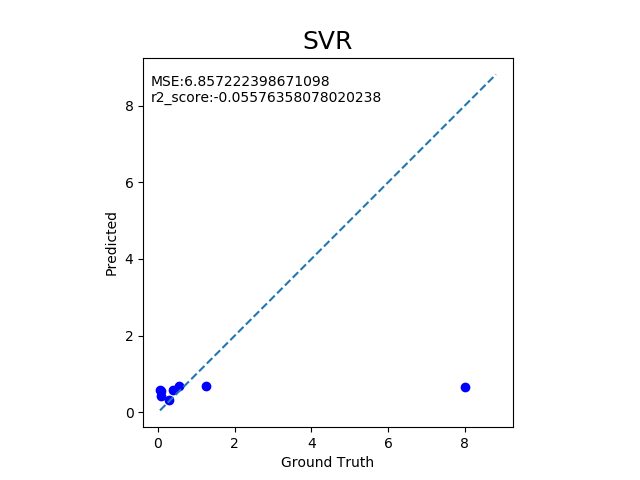 SVR
MSE:6.857222398671098
r2_score:-0.05576358078020238
8
6
4
2
0
Predicted
0 2 4 6 8
Ground Truth